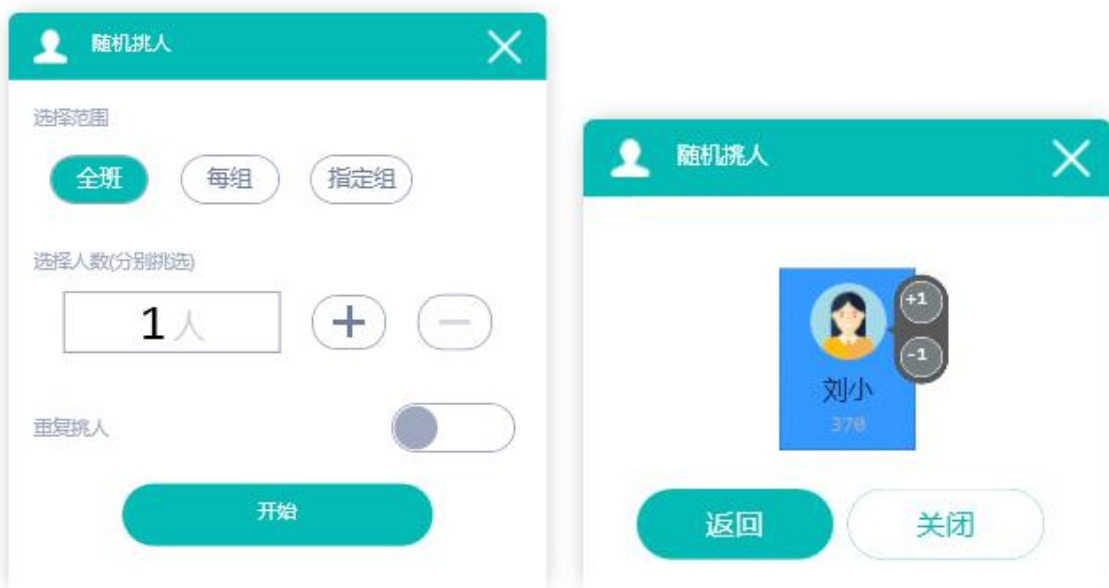 随机挑人
选择范围
全班 每组 指定组
选择人数(分别挑选)
1人
重复挑人
开始
随机挑人
+1
-1
刘小
370
返回 关闭